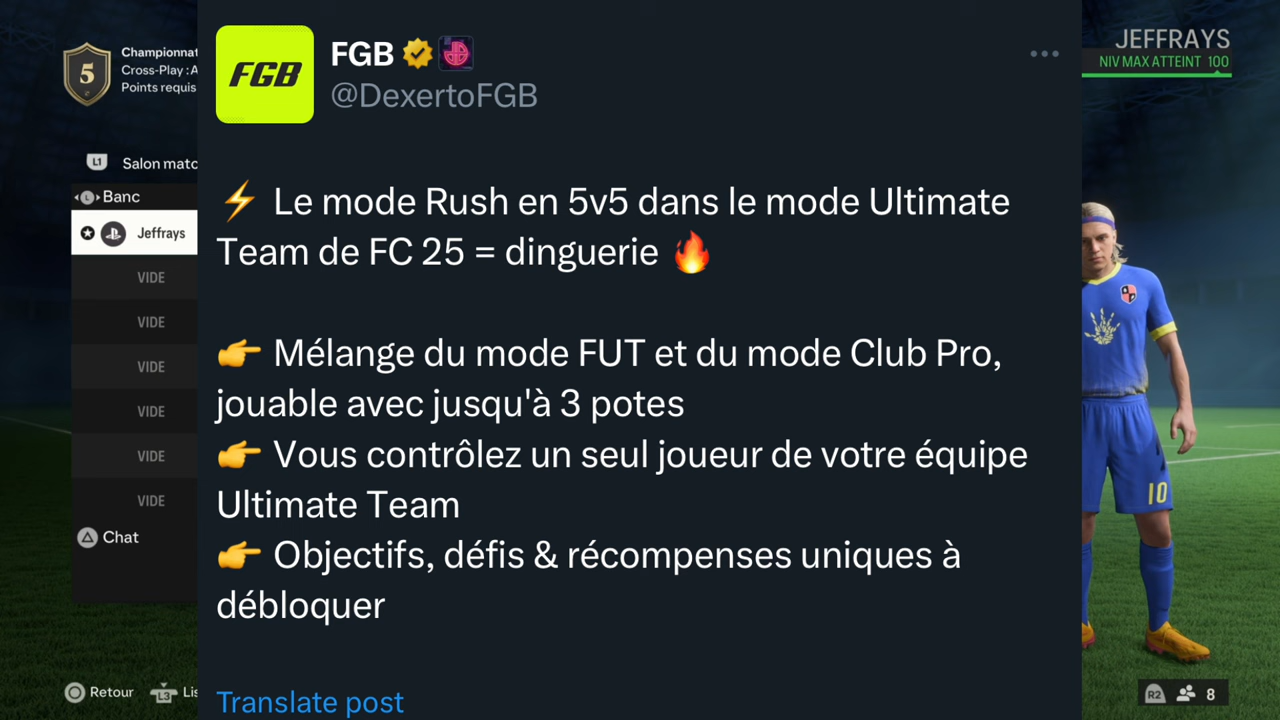 5
Championnat
Cross-Play : A
Points requis
L1 Salon matc
L Banc
Jeffrays
VIDE
VIDE
VIDE
VIDE
VIDE
VIDE
Chat
Retour
L3 Lis
FGB
FGB
@DexertoFGB
⚡ Le mode Rush en 5v5 dans le mode Ultimate
Team de FC 25 = dinguerie 🔥
👉 Mélange du mode FUT et du mode Club Pro,
jouable avec jusqu'à 3 potes
👉 Vous contrôlez un seul joueur de votre équipe
Ultimate Team
👉 Objectifs, défis & récompenses uniques à
débloquer
Translate post
JEFFRAYS
NIV MAX ATTEINT 100
10
R2 8